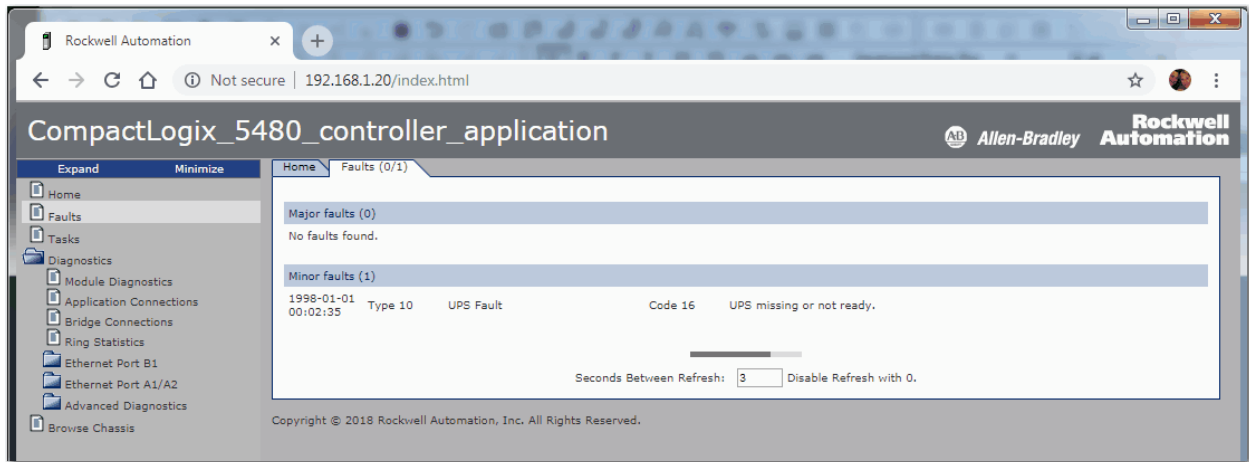 Rockwell Automation
Not secure | 192.168.1.20/index.html
CompactLogix_5480_controller_application
AB Allen-Bradley
Rockwell
Automation
Expand Minimize
Home
Faults
Tasks
Diagnostics
Module Diagnostics
Application Connections
Bridge Connections
Ring Statistics
Ethernet Port B1
Ethernet Port A1/A2
Advanced Diagnostics
Browse Chassis
Home Faults (0/1)
Major faults (0)
No faults found.
Minor faults (1)
1998-01-01
00:02:35 Type 10 UPS Fault Code 16 UPS missing or not ready.
Seconds Between Refresh: 3 Disable Refresh with 0.
Copyright © 2018 Rockwell Automation, Inc. All Rights Reserved.